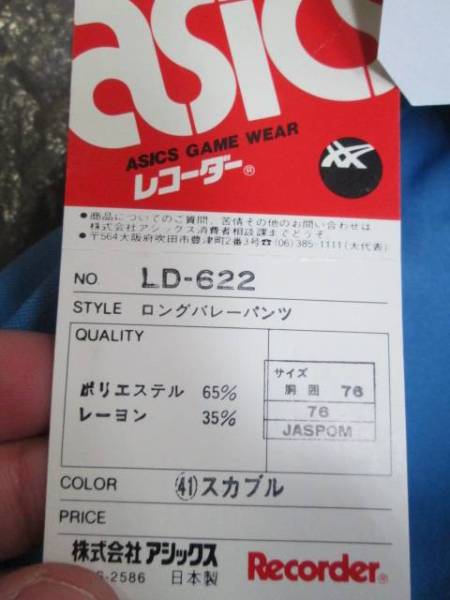 asics
ASICS GAME WEAR
レコーダー®
●商品についてのご質問、苦情その他のお問い合わせは
株式会社アシックス消費者相談課までどうぞ
●〒564大阪府吹田市豊津町2番3号☎(06)385-1111(大代表)
NO. LD-622
STYLE ロングバレーパンツ
QUALITY
ポリエステル 65%
レーヨン 35%
サイズ
胴囲 76
76
JASPOM
COLOR ㊶スカブル
PRICE
株式会社アシックス
-2586 日本製
Recorder®